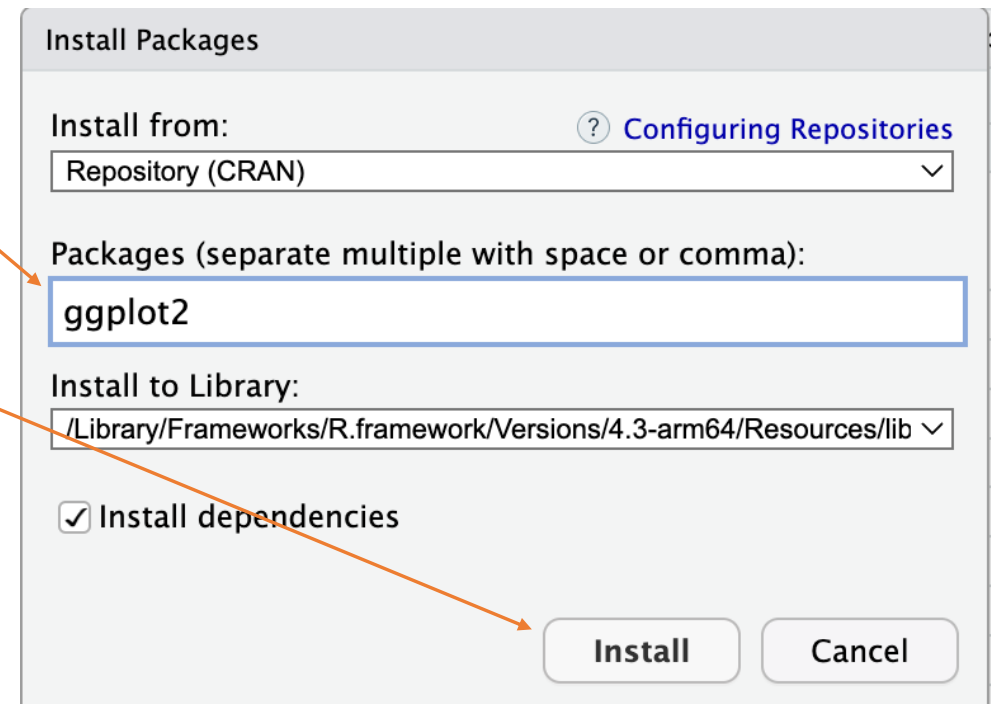 Install Packages
Install from:
? Configuring Repositories
Repository (CRAN)
Packages (separate multiple with space or comma):
ggplot2
Install to Library:
/Library/Frameworks/R.framework/Versions/4.3-arm64/Resources/lib
Install dependencies
Install Cancel